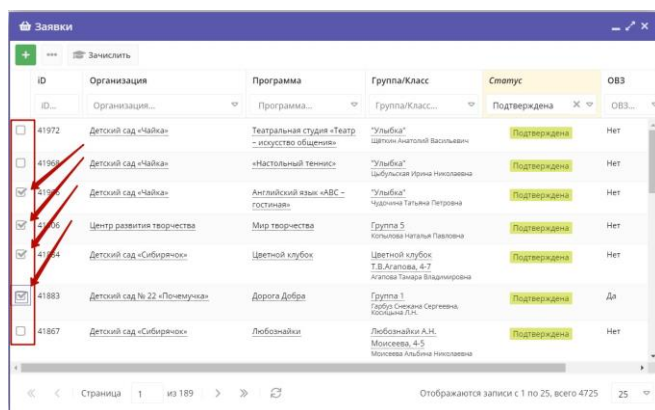 Заявки
+ ••• Зачислить
iD Организация Программа Группа/Класс Статус ОВЗ
iD... Организация... Программа... Группа/Класс... Подтверждена ОВЗ...
41972 Детский сад «Чайка» Театральная студия «Театр "Улыбка" Подтверждена Нет
– искусство общения» Щёткин Анатолий Васильевич
Детский сад «Чайка» «Настольный теннис» "Улыбка" Подтверждена Нет
Цыбульская Ирина Николаевна
Детский сад «Чайка» Английский язык «АВС – "Улыбка" Подтверждена Нет
гостиная» Чудочина Татьяна Петровна
Центр развития творчества Мир творчества Группа 5 Подтверждена Нет
Копылова Наталья Павловна
Детский сад «Сибирячок» Цветной клубок Цветной клубок Подтверждена Нет
Т.В.Агапова, 4-7
Агапова Тамара Владимировна
41883 Детский сад № 22 «Почемучка» Дорога Добра Группа 1 Подтверждена Да
Гарбуз Снежана Сергеевна,
Косицына Л.Н.
41867 Детский сад «Сибирячок» Любознайки Любознайки А.Н. Подтверждена Нет
Моисеева, 4-5
Моисеева Альбина Николаевна
Страница 1 из 189 Отображаются записи с 1 по 25, всего 4725 25